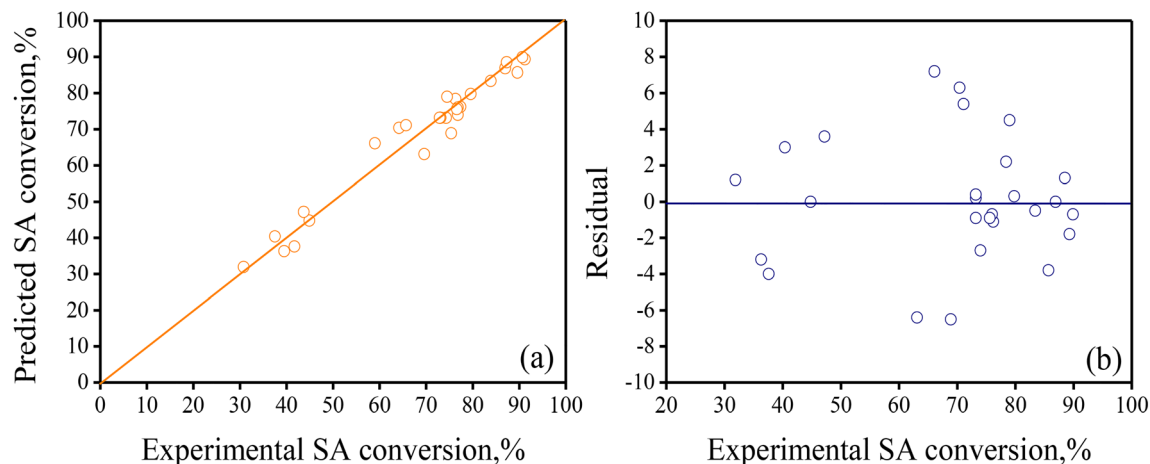 Predicted SA conversion,%
100
90
80
70
60
50
40
30
20
10
0
0 10 20 30 40 50 60 70 80 90 100
(a)
Experimental SA conversion,%
Residual
10
8
6
4
2
0
-2
-4
-6
-8
-10
20 30 40 50 60 70 80 90 100
(b)
Experimental SA conversion,%